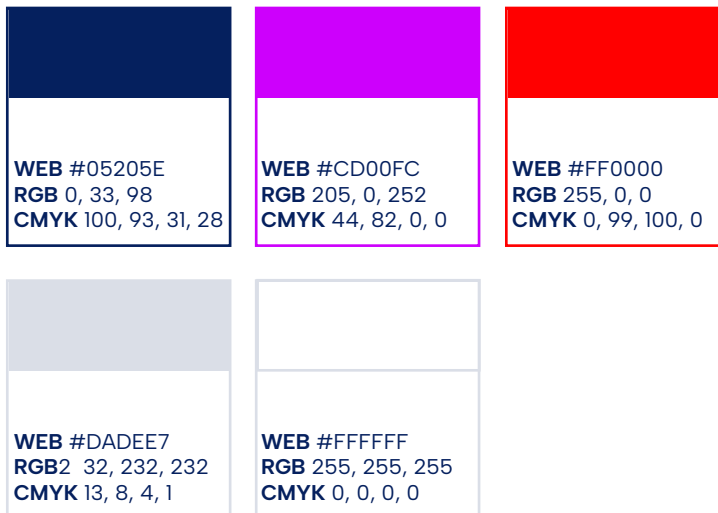 WEB #05205E
RGB 0, 33, 98
CMYK 100, 93, 31, 28
WEB #CD00FC
RGB 205, 0, 252
CMYK 44, 82, 0, 0
WEB #FF0000
RGB 255, 0, 0
CMYK 0, 99, 100, 0
WEB #DADEE7
RGB2 32, 232, 232
CMYK 13, 8, 4, 1
WEB #FFFFFF
RGB 255, 255, 255
CMYK 0, 0, 0, 0